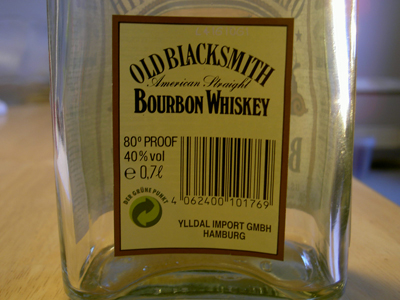 OLD BLACKSMITH
American Straight
BOURBON WHISKEY
80° PROOF
40% vol
℮ 0,7ℓ
DER GRÜNE PUNKT
4 062400 101769
YLLDAL IMPORT GMBH
HAMBURG